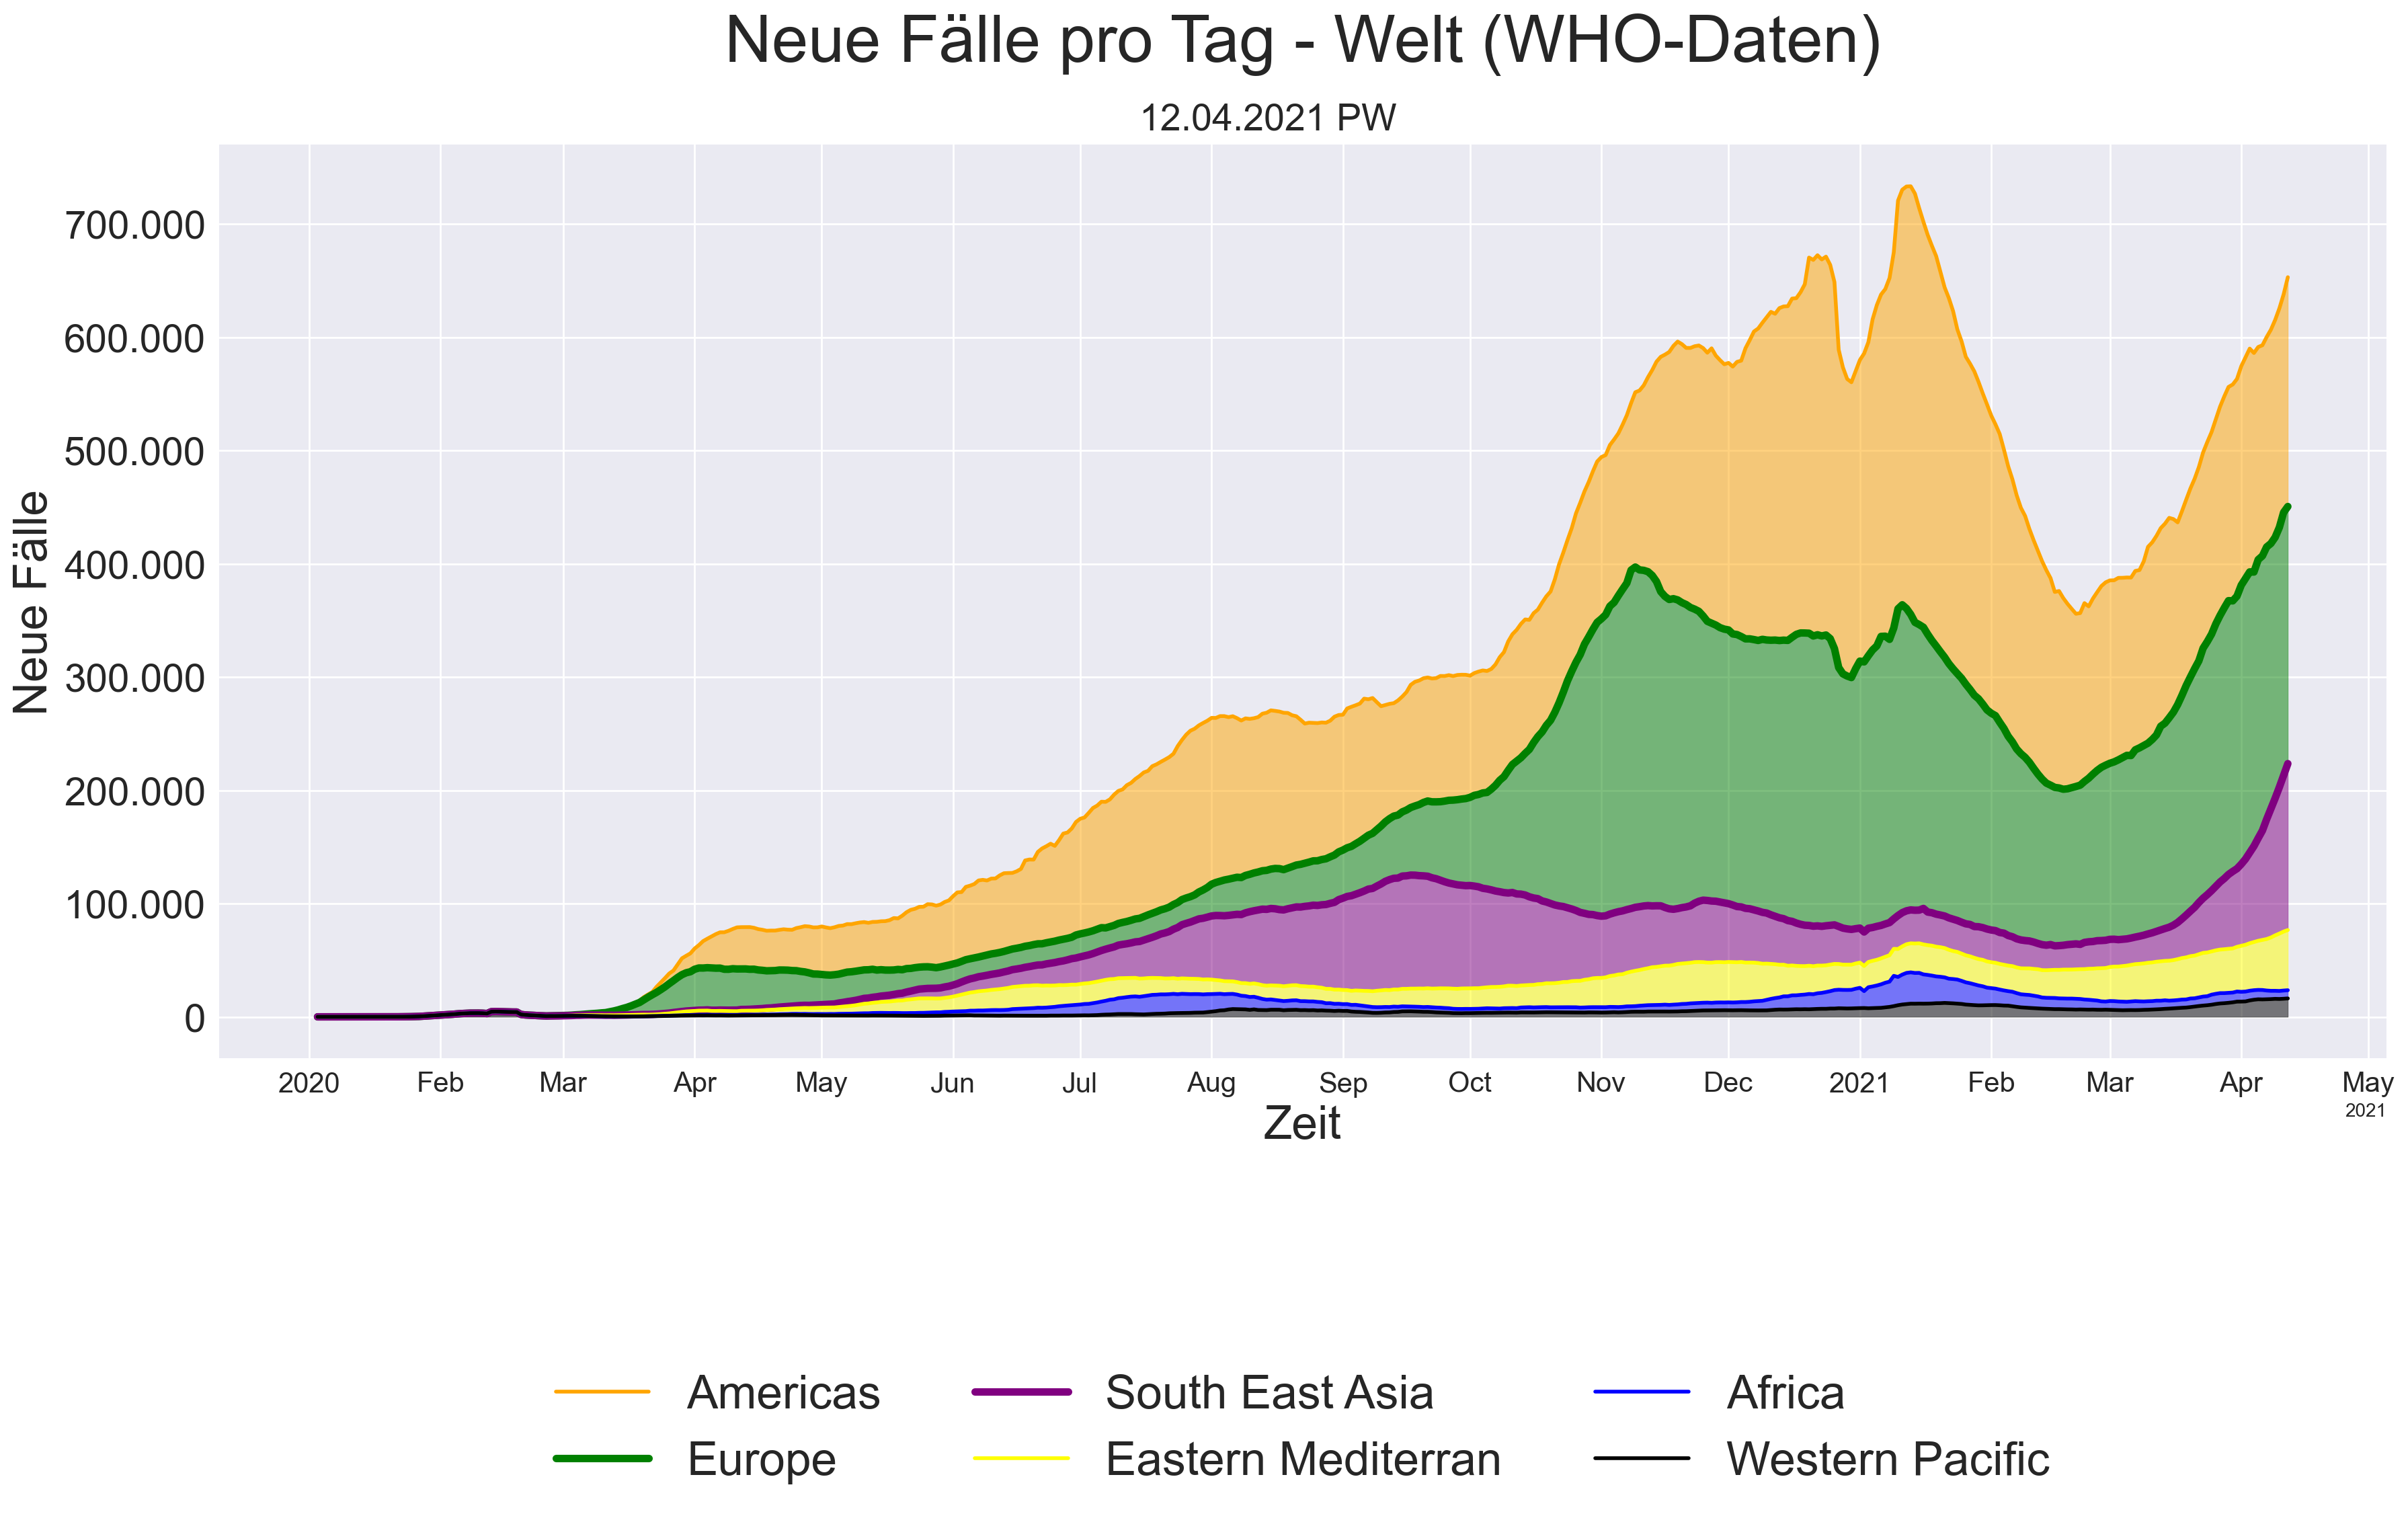 Neue Fälle pro Tag - Welt (WHO-Daten)
12.04.2021 PW
Neue Fälle
700.000
600.000
500.000
400.000
300.000
200.000
100.000
0
2020 Feb Mar Apr May Jun Jul Aug Sep Oct Nov Dec 2021 Feb Mar Apr May
2021
Zeit
Americas South East Asia Africa
Europe Eastern Mediterran Western Pacific